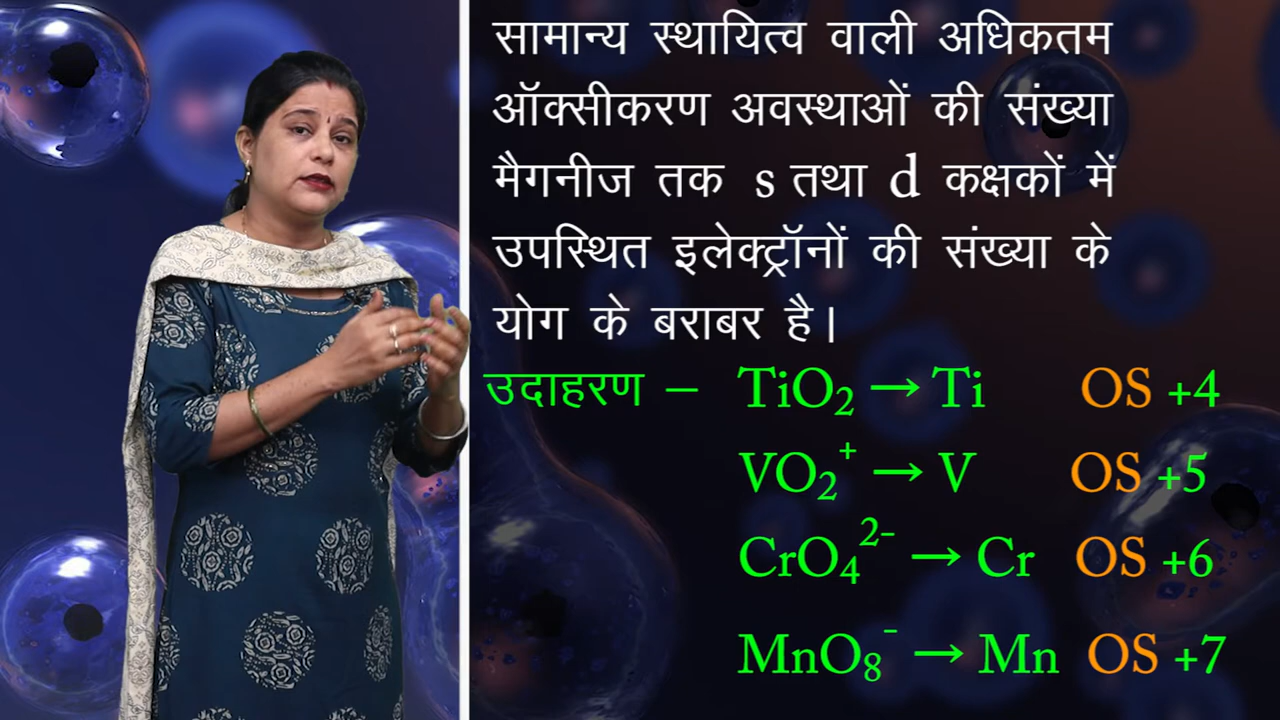 सामान्य स्थायित्व वाली अधिकतम
ऑक्सीकरण अवस्थाओं की संख्या
मैगनीज तक s तथा d कक्षकों में
उपस्थित इलेक्ट्रॉनों की संख्या के
योग के बराबर है।
उदाहरण – TiO₂ → Ti OS +4
VO₂⁺ → V OS +5
CrO₄²⁻ → Cr OS +6
MnO₈⁻ → Mn OS +7